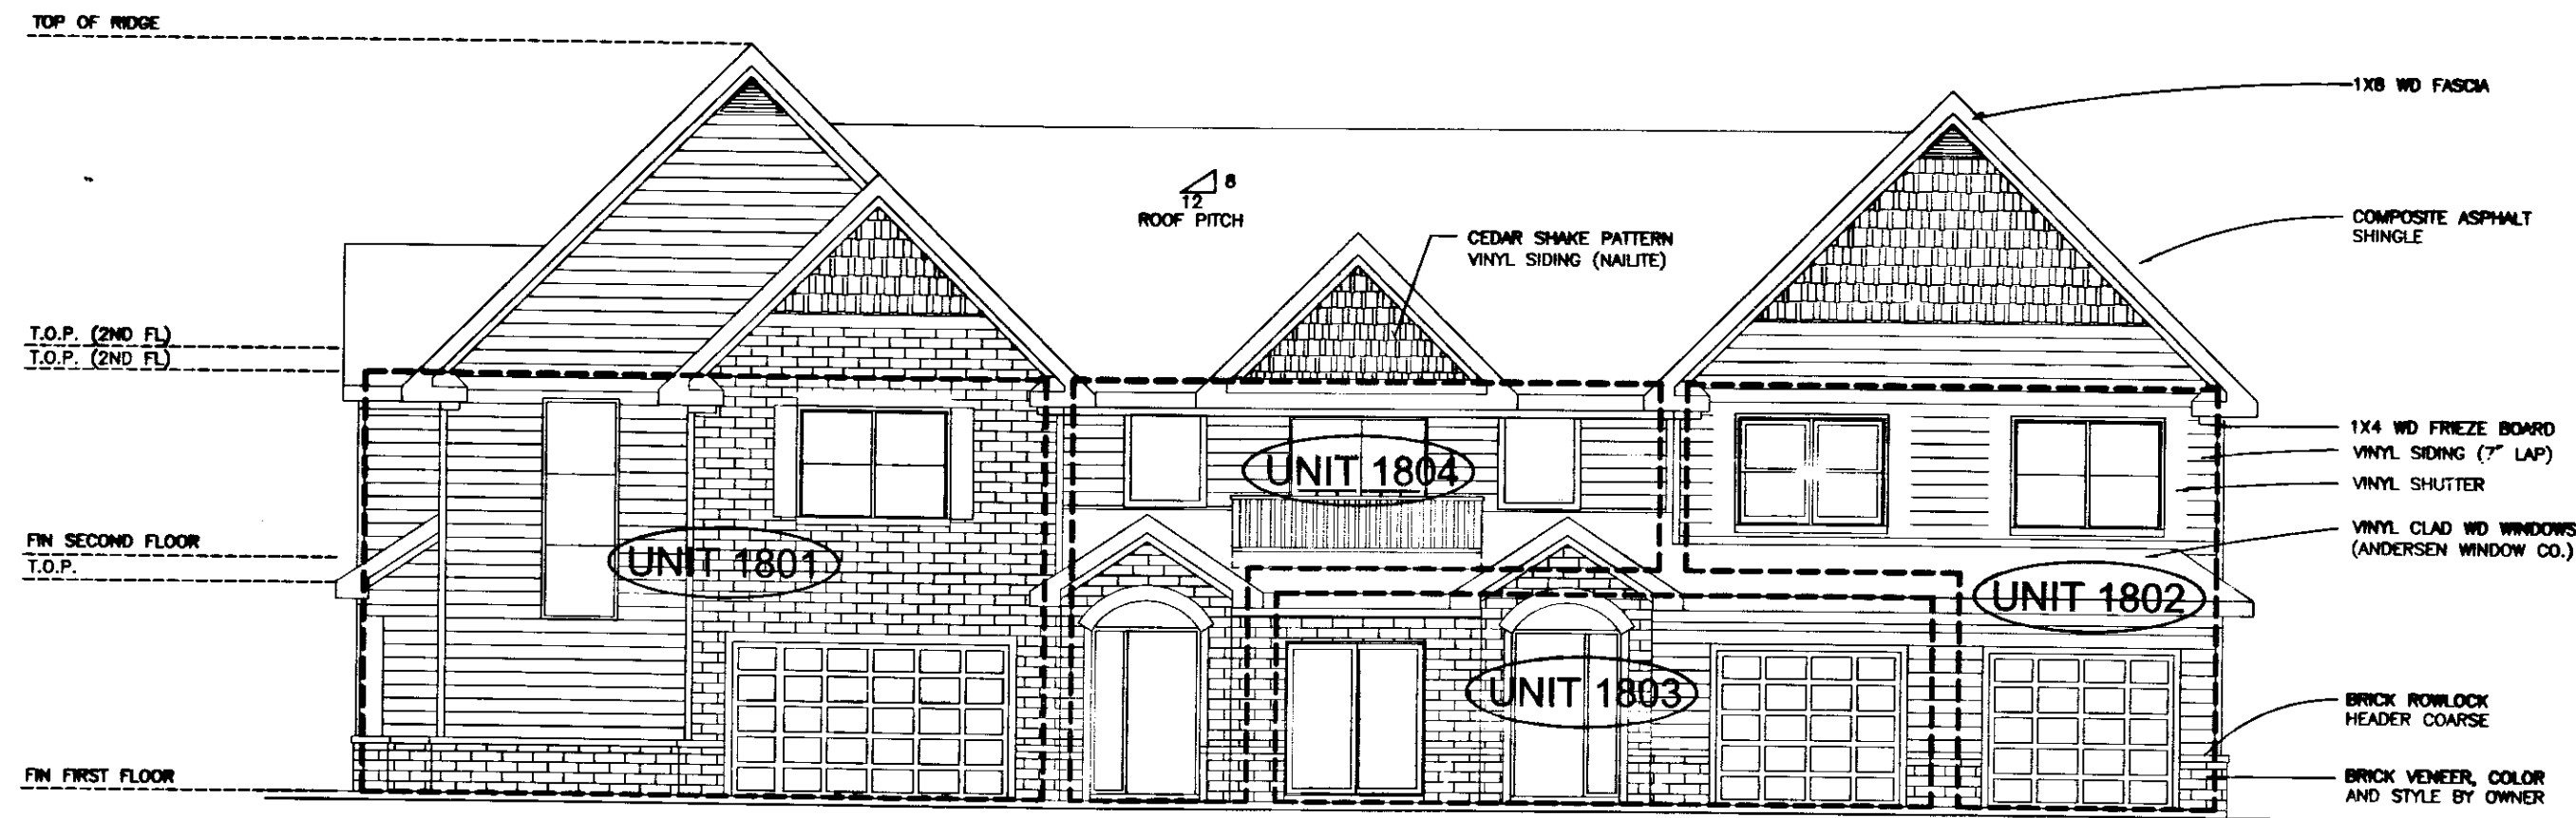 TOP OF RIDGE
1X8 WD FASCIA
8
12
ROOF PITCH
CEDAR SHAKE PATTERN
VINYL SIDING (NAILITE)
COMPOSITE ASPHALT
SHINGLE
T.O.P. (2ND FL)
T.O.P. (2ND FL)
1X4 WD FRIEZE BOARD
VINYL SIDING (7" LAP)
VINYL SHUTTER
VINYL CLAD WD WINDOWS
(ANDERSEN WINDOW CO.)
UNIT 1804
FIN SECOND FLOOR
T.O.P.
UNIT 1801
UNIT 1802
UNIT 1803
BRICK ROWLOCK
HEADER COARSE
FIN FIRST FLOOR
BRICK VENEER, COLOR
AND STYLE BY OWNER